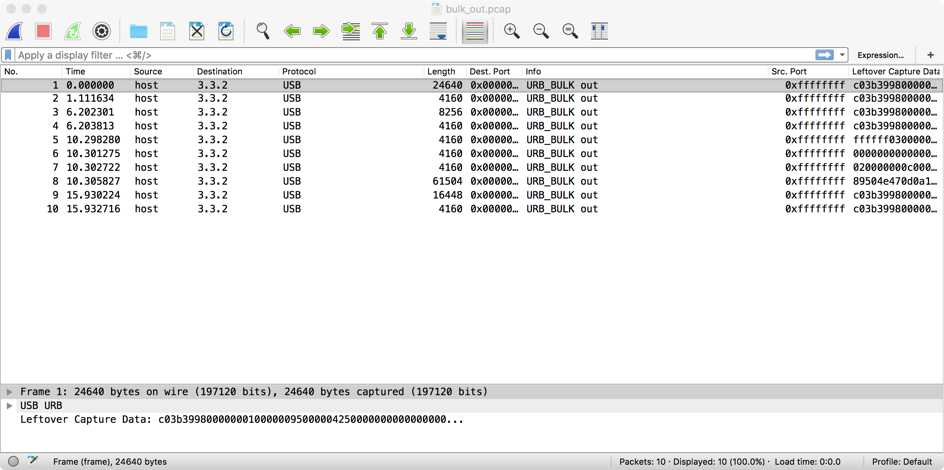 bulk_out.pcap
Apply a display filter ... <⌘/> Expression... +
No. Time Source Destination Protocol Length Dest. Port Info Src. Port Leftover Capture Data
1 0.000000 host 3.3.2 USB 24640 0x00000… URB_BULK out 0xffffffff c03b399800000…
2 1.111634 host 3.3.2 USB 4160 0x00000… URB_BULK out 0xffffffff c03b399800000…
3 6.202301 host 3.3.2 USB 8256 0x00000… URB_BULK out 0xffffffff c03b399800000…
4 6.203813 host 3.3.2 USB 4160 0x00000… URB_BULK out 0xffffffff c03b399800000…
5 10.298280 host 3.3.2 USB 4160 0x00000… URB_BULK out 0xffffffff ffffff0300000…
6 10.301275 host 3.3.2 USB 4160 0x00000… URB_BULK out 0xffffffff 0000000000000…
7 10.302722 host 3.3.2 USB 4160 0x00000… URB_BULK out 0xffffffff 020000000c000…
8 10.305827 host 3.3.2 USB 61504 0x00000… URB_BULK out 0xffffffff 89504e470d0a1…
9 15.930224 host 3.3.2 USB 16448 0x00000… URB_BULK out 0xffffffff c03b399800000…
10 15.932716 host 3.3.2 USB 4160 0x00000… URB_BULK out 0xffffffff c03b399800000…
Frame 1: 24640 bytes on wire (197120 bits), 24640 bytes captured (197120 bits)
USB URB
Leftover Capture Data: c03b39980000000100000095000004250000000000000000...
Frame (frame), 24640 bytes Packets: 10 · Displayed: 10 (100.0%) · Load time: 0:0.0 Profile: Default